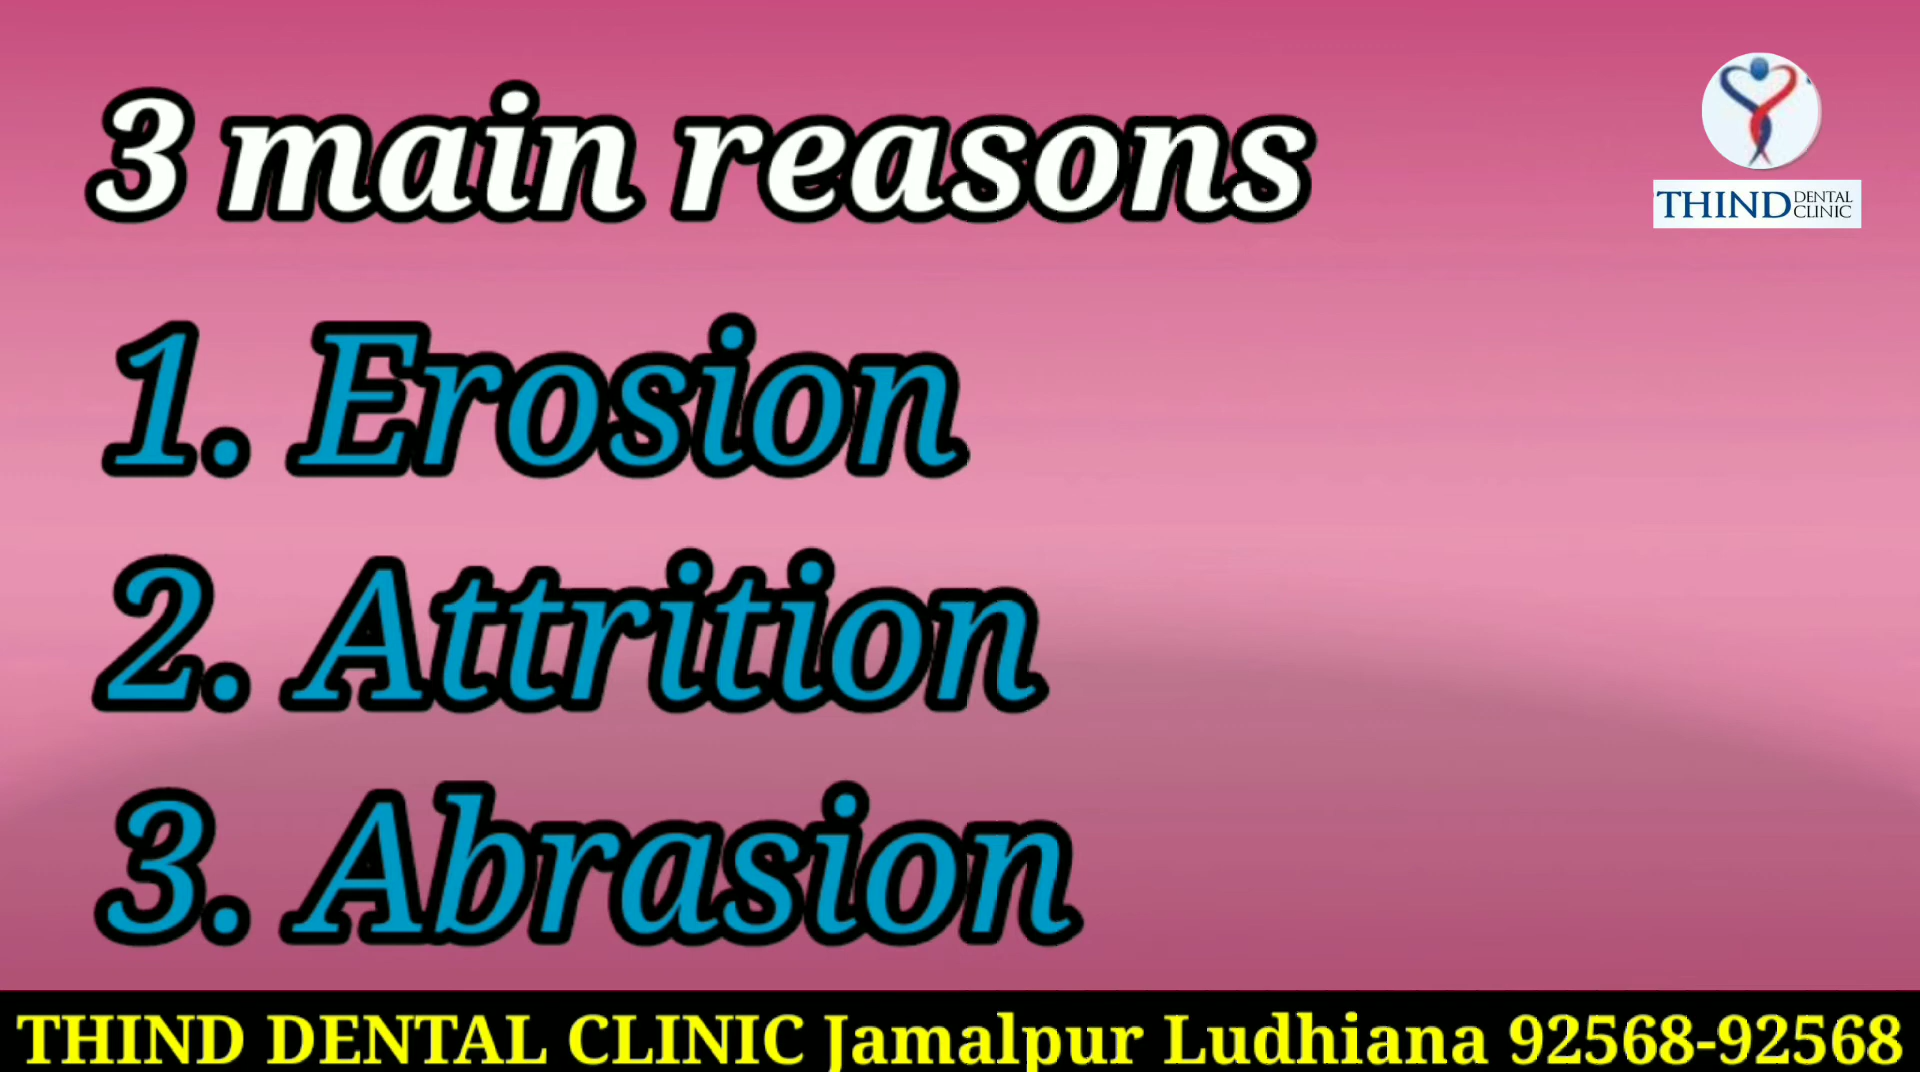 3 main reasons
THIND DENTAL CLINIC
1. Erosion
2. Attrition
3. Abrasion
THIND DENTAL CLINIC Jamalpur Ludhiana 92568-92568